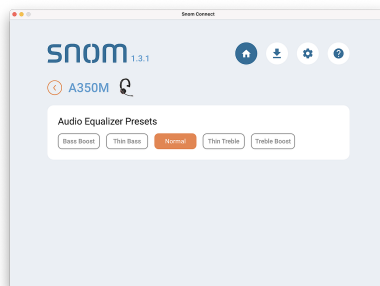 Snom Connect
snom 1.3.1
A350M
Audio Equalizer Presets
Bass Boost Thin Bass Normal Thin Treble Treble Boost